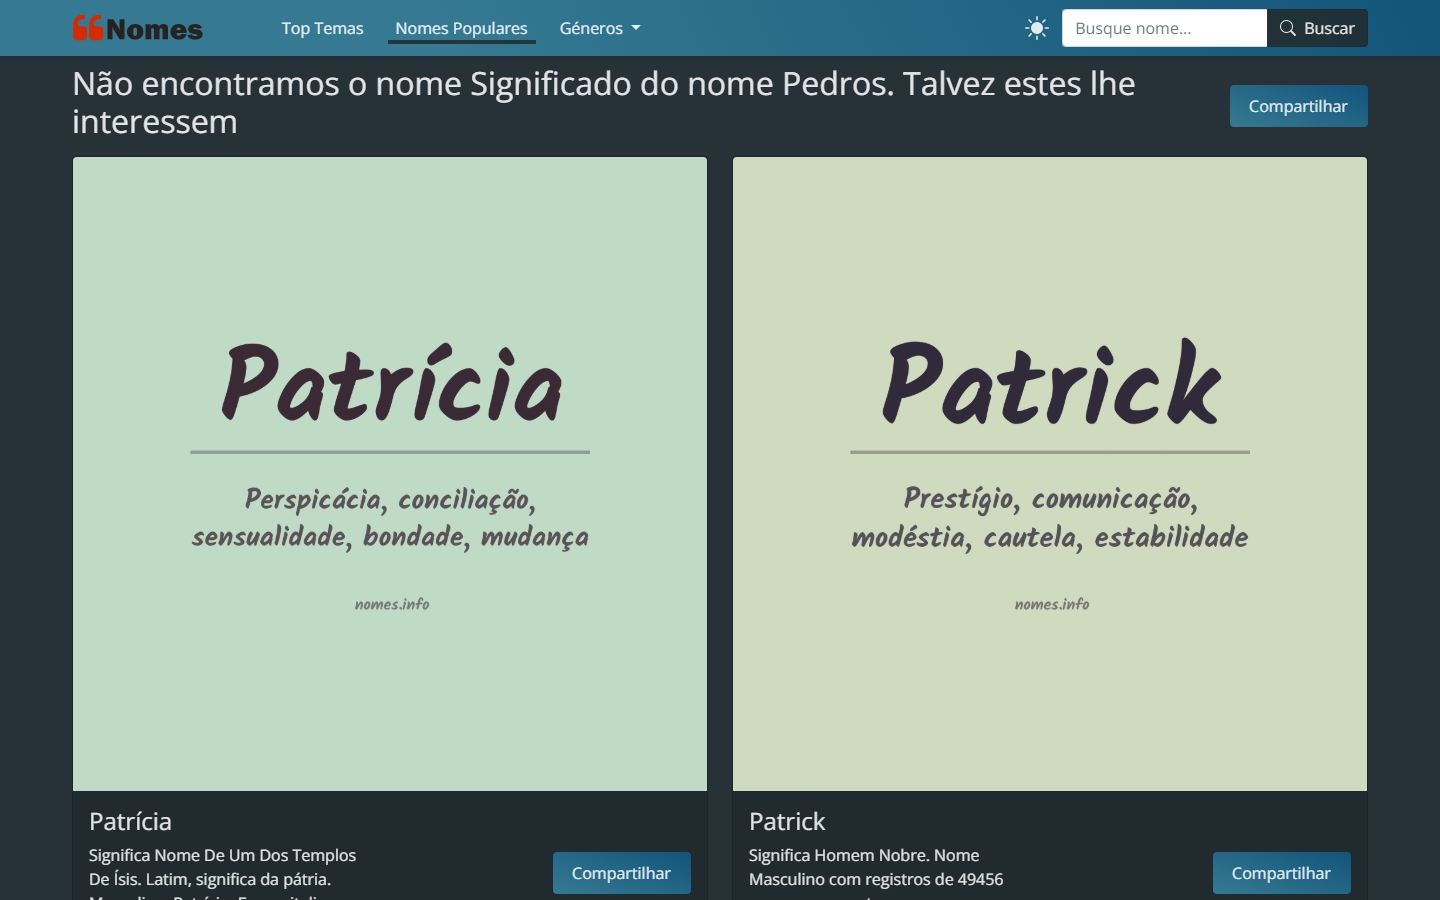 Nomes
Top Temas
Nomes Populares
Géneros
Busque nome...
Buscar
Não encontramos o nome Significado do nome Pedros. Talvez estes lhe
interessem
Compartilhar
Patrícia
Perspicácia, conciliação,
sensualidade, bondade, mudança
nomes.info
Patrick
Prestígio, comunicação,
modéstia, cautela, estabilidade
nomes.info
Patrícia
Significa Nome De Um Dos Templos
De Ísis. Latim, significa da pátria.
Compartilhar
Patrick
Significa Homem Nobre. Nome
Masculino com registros de 49456
Compartilhar